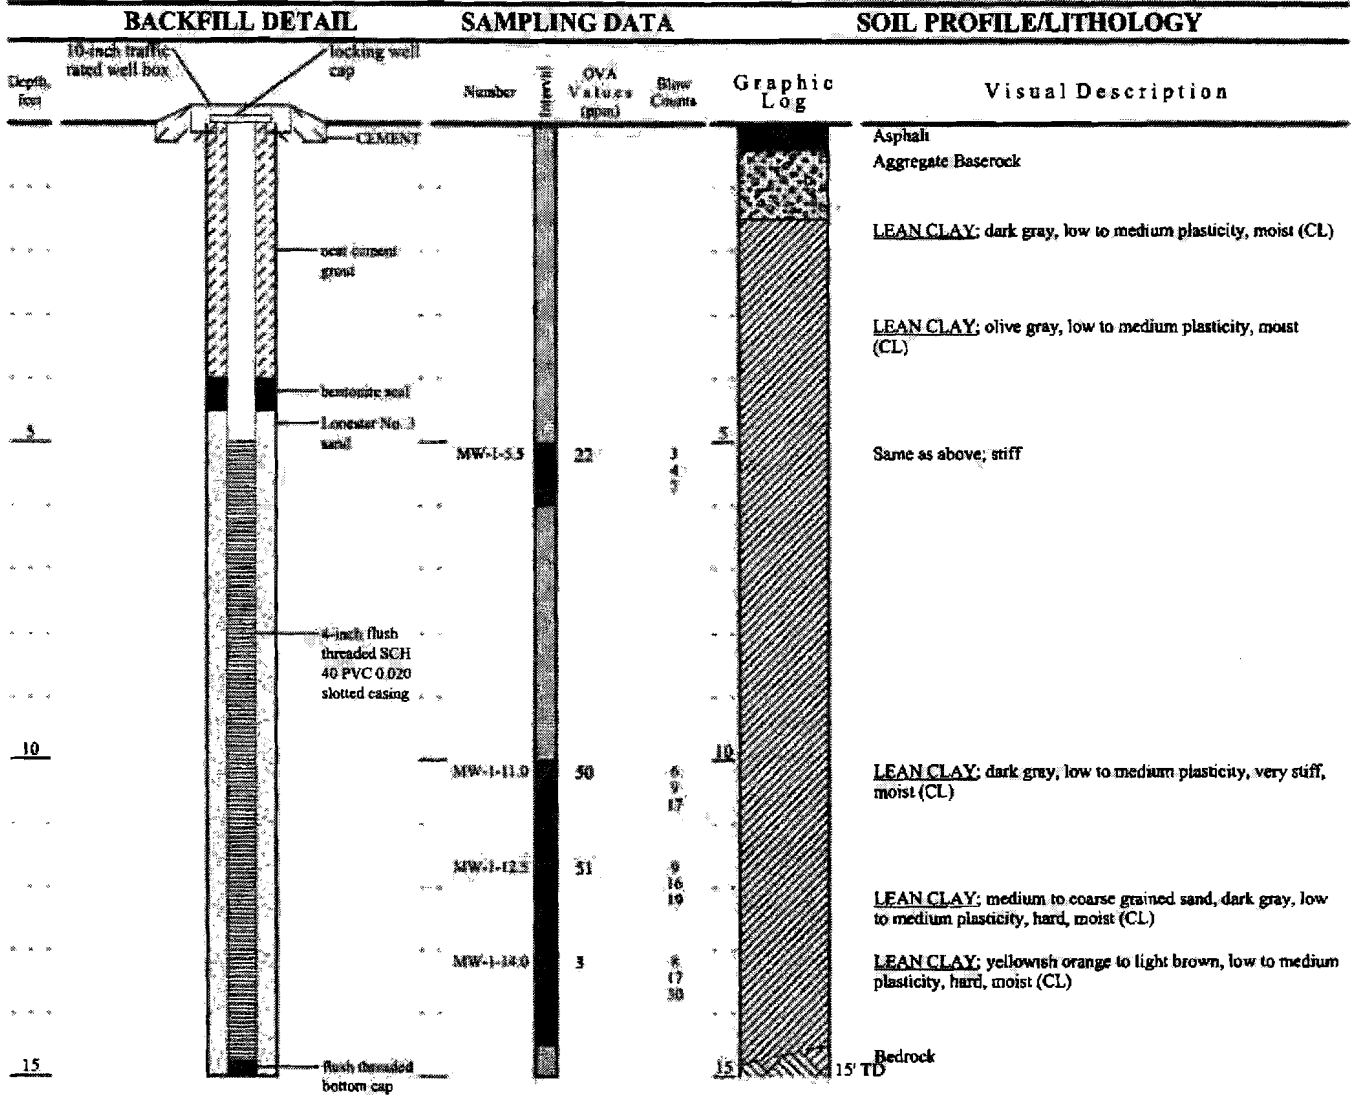 BACKFILL DETAIL
SAMPLING DATA
SOIL PROFILE/LITHOLOGY
Depth, feet
10-inch traffic
rated well box
locking well
cap
Number
Interval
OVA
Values
(ppm)
Blow
Counts
Graphic
Log
Visual Description
CEMENT
neat cement
grout
bentonite seal
Lonestar No. 3
sand
4-inch flush
threaded SCH
40 PVC 0.020
slotted casing
flush threaded
bottom cap
5
10
15
MW-1-5.5
22
3
4
MW-1-11.0
50
6
9
17
MW-1-12.5
51
9
16
19
MW-1-14.0
3
8
17
30
5
10
15
15' TD
Asphalt
Aggregate Baserock
LEAN CLAY; dark gray, low to medium plasticity, moist (CL)
LEAN CLAY; olive gray, low to medium plasticity, moist
(CL)
Same as above; stiff
LEAN CLAY; dark gray, low to medium plasticity, very stiff,
moist (CL)
LEAN CLAY; medium to coarse grained sand, dark gray, low
to medium plasticity, hard, moist (CL)
LEAN CLAY; yellowish orange to light brown, low to medium
plasticity, hard, moist (CL)
Bedrock